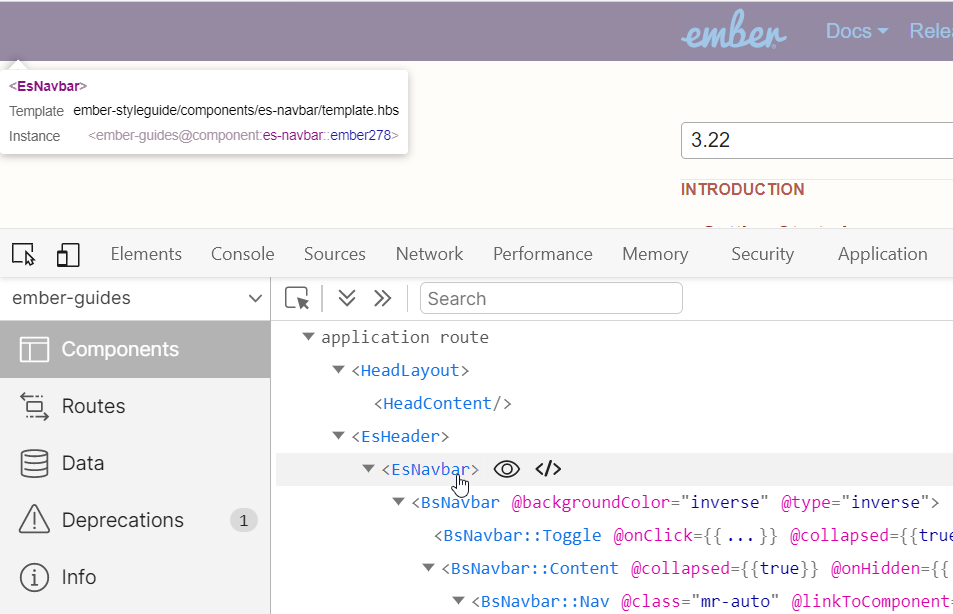 ember
Docs
<EsNavbar>
Template ember-styleguide/components/es-navbar/template.hbs
Instance <ember-guides@component:es-navbar::ember278>
3.22
INTRODUCTION
Elements Console Sources Network Performance Memory Security Application
ember-guides
Search
Components
Routes
Data
Deprecations 1
Info
application route
<HeadLayout>
<HeadContent/>
<EsHeader>
<EsNavbar> </>
<BsNavbar @backgroundColor="inverse" @type="inverse">
<BsNavbar::Toggle @onClick={{...}} @collapsed={{true
<BsNavbar::Content @collapsed={{true}} @onHidden={{
<BsNavbar::Nav @class="mr-auto" @linkToComponent=